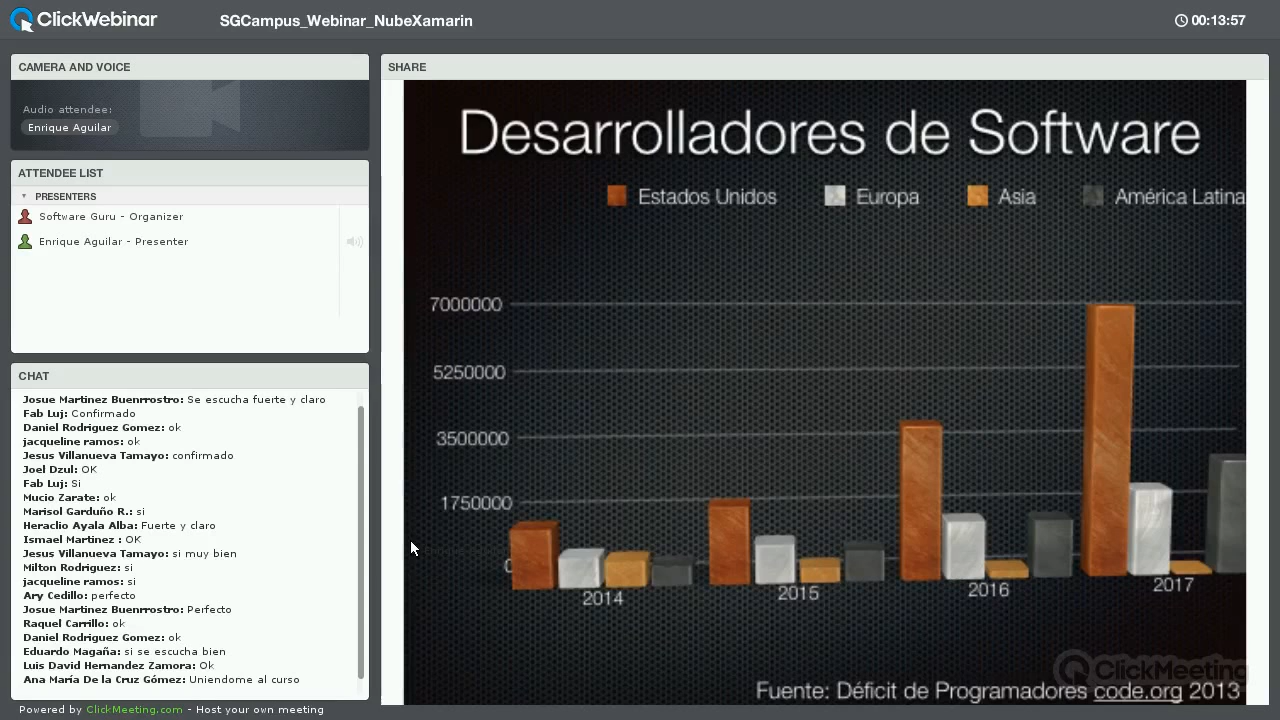 ClickWebinar
SGCampus_Webinar_NubeXamarin
00:13:57
CAMERA AND VOICE
Audio attendee:
Enrique Aguilar
ATTENDEE LIST
PRESENTERS
Software Guru - Organizer
Enrique Aguilar - Presenter
CHAT
Josue Martinez Buenrrostro: Se escucha fuerte y claro
Fab Luj: Confirmado
Daniel Rodriguez Gomez: ok
jacqueline ramos: ok
Jesus Villanueva Tamayo: confirmado
Joel Dzul: OK
Fab Luj: Si
Mucio Zarate: ok
Marisol Garduño R.: si
Heraclio Ayala Alba: Fuerte y claro
Ismael Martinez : OK
Jesus Villanueva Tamayo: si muy bien
Milton Rodriguez: si
jacqueline ramos: si
Ary Cedillo: perfecto
Josue Martinez Buenrrostro: Perfecto
Raquel Carrillo: ok
Daniel Rodriguez Gomez: ok
Eduardo Magaña: si se escucha bien
Luis David Hernandez Zamora: Ok
Ana María De la Cruz Gómez: Uniendome al curso
Powered by ClickMeeting.com - Host your own meeting
SHARE
Desarrolladores de Software
Estados Unidos Europa Asia América Latina
7000000
5250000
3500000
1750000
0
2014 2015 2016 2017
ClickMeeting
Fuente: Déficit de Programadores code.org 2013